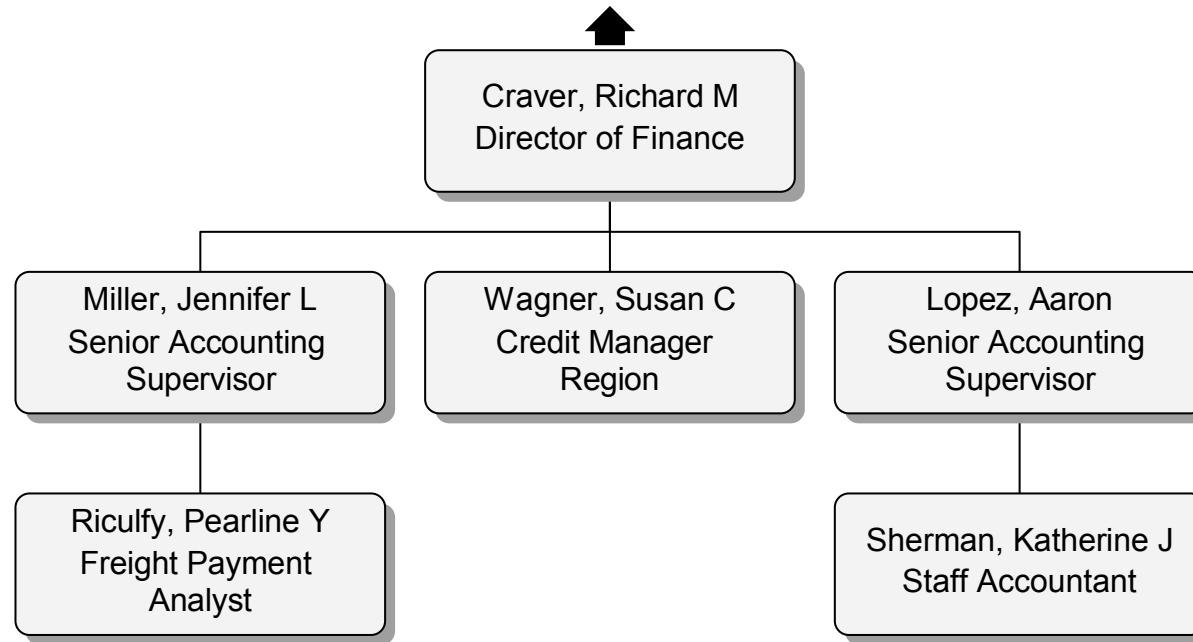 Craver, Richard M
Director of Finance
Miller, Jennifer L
Senior Accounting
Supervisor
Wagner, Susan C
Credit Manager
Region
Lopez, Aaron
Senior Accounting
Supervisor
Riculfy, Pearline Y
Freight Payment
Analyst
Sherman, Katherine J
Staff Accountant